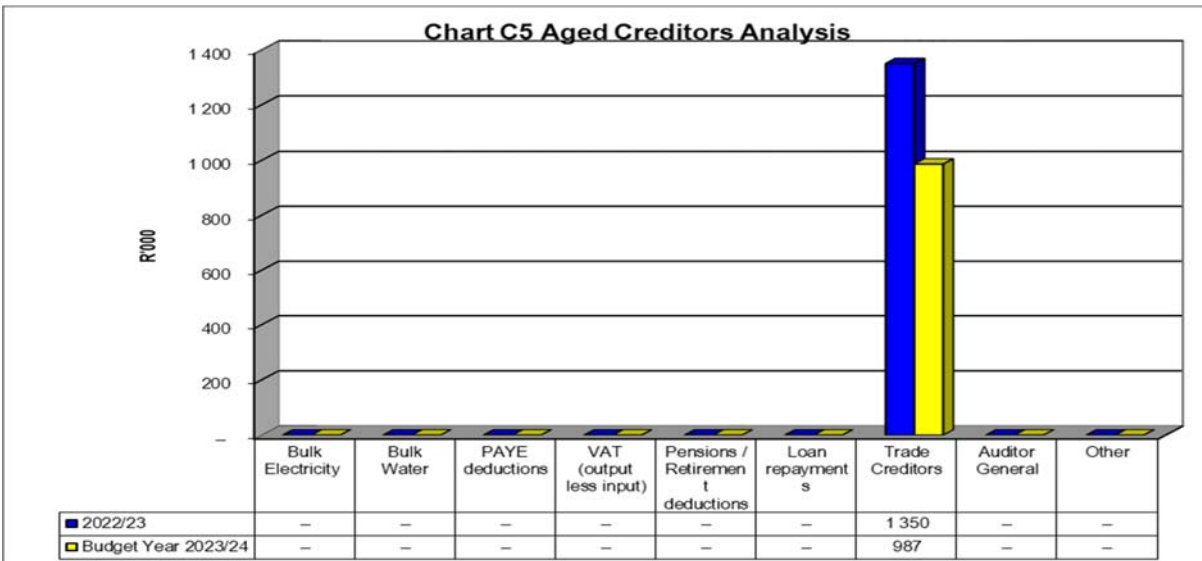 Chart C5 Aged Creditors Analysis
1 400
1 200
1 000
800
600
400
200
–
R'000
Bulk
Electricity
Bulk
Water
PAYE
deductions
VAT
(output
less input)
Pensions /
Retiremen
t
deductions
Loan
repayment
s
Trade
Creditors
Auditor
General
Other
2022/23 – – – – – – 1 350 – –
Budget Year 2023/24 – – – – – – 987 – –